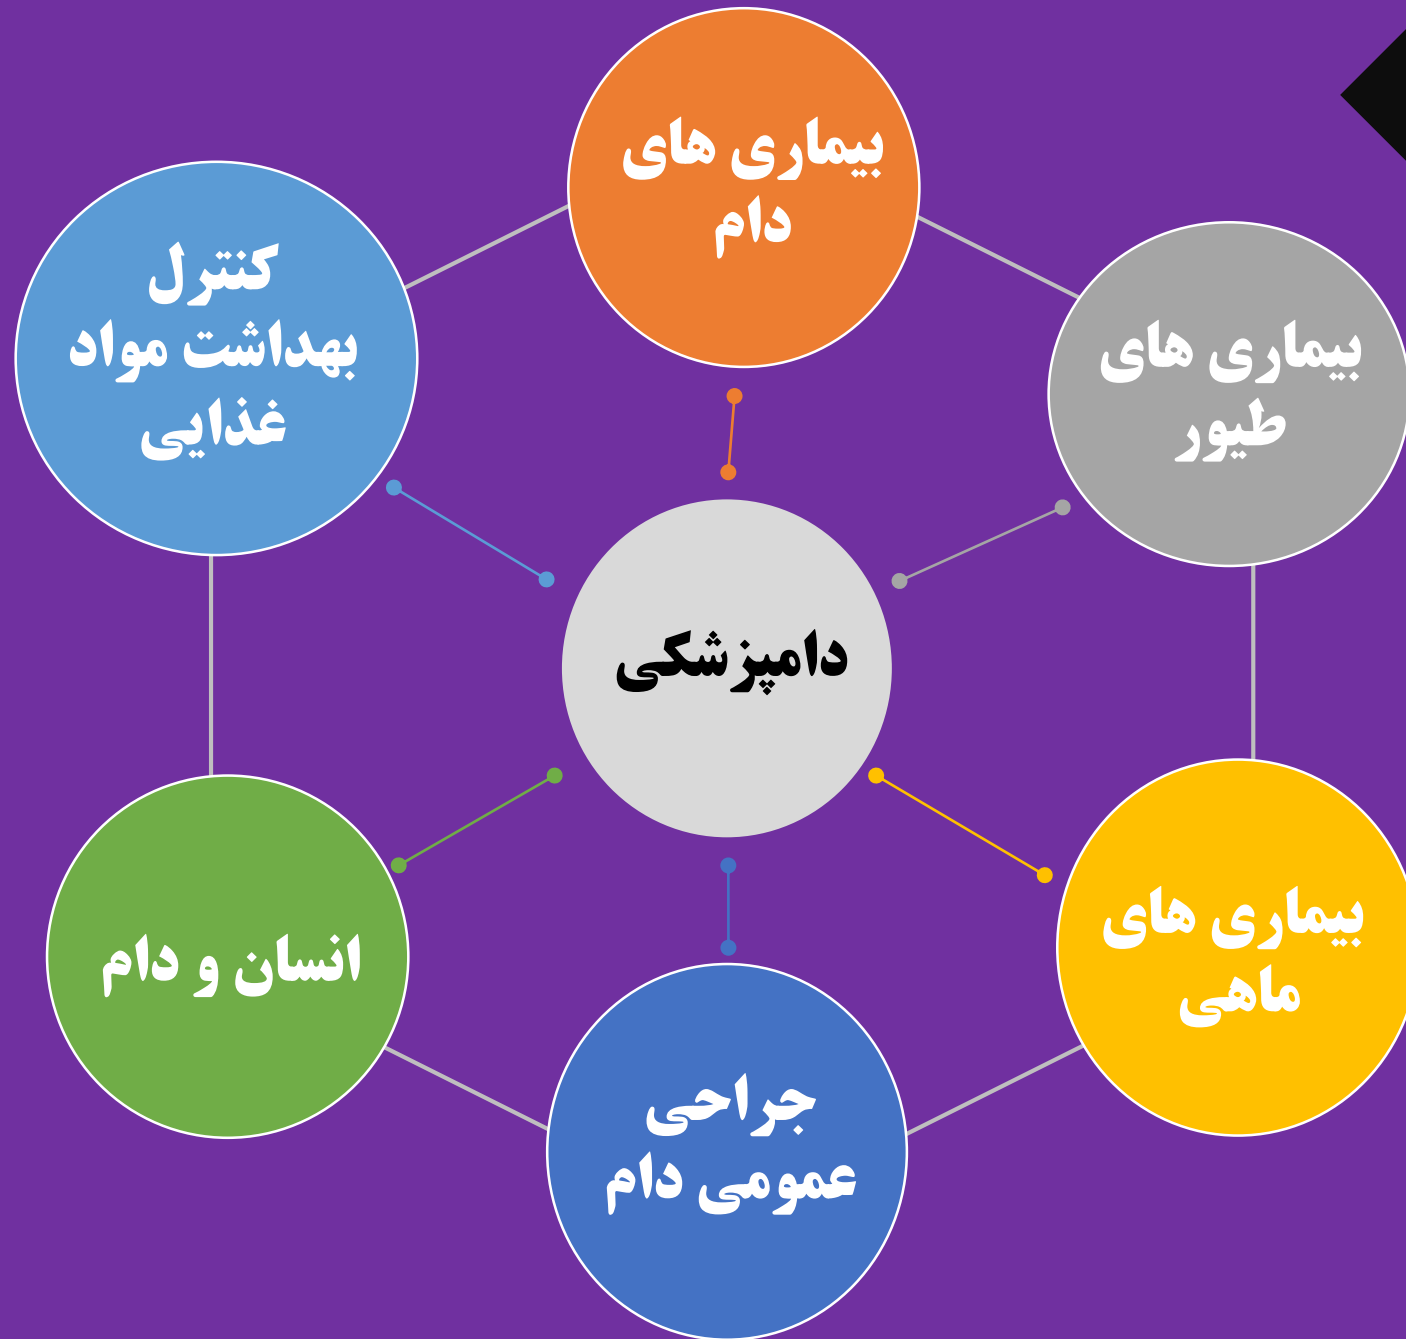 بیماری های
دام
کنترل
بهداشت مواد
غذایی
بیماری های
طیور
دامپزشکی
انسان و دام
بیماری های
ماهی
جراحی
عمومی دام